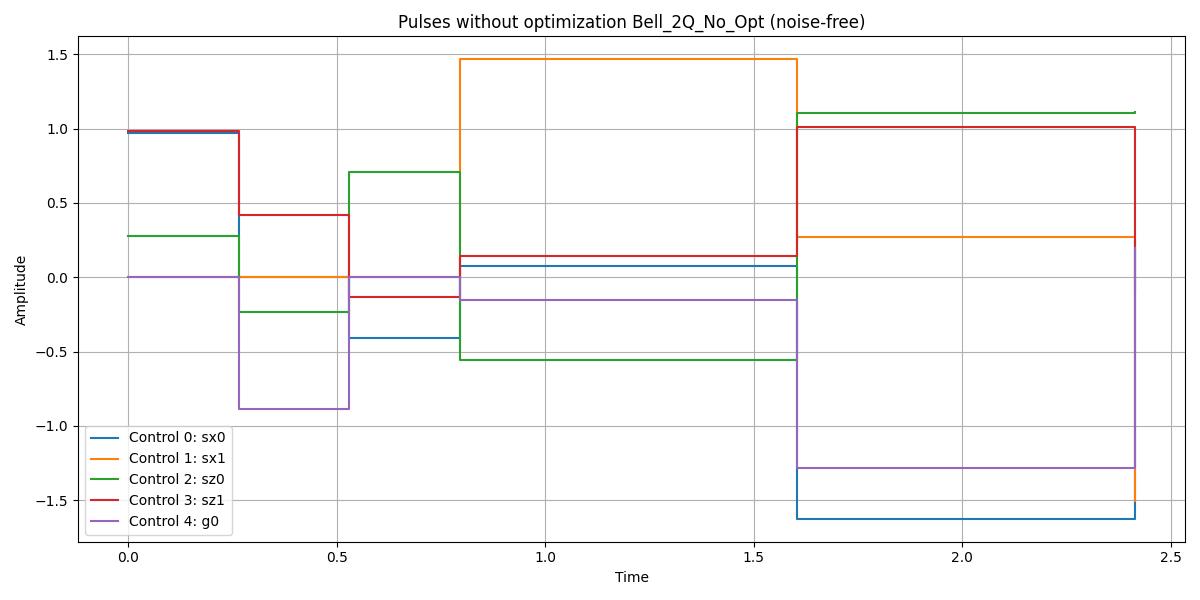 Pulses without optimization Bell_2Q_No_Opt (noise-free)
1.5
1.0
0.5
0.0
−0.5
−1.0
−1.5
Amplitude
Control 0: sx0
Control 1: sx1
Control 2: sz0
Control 3: sz1
Control 4: g0
0.0 0.5 1.0 1.5 2.0 2.5
Time